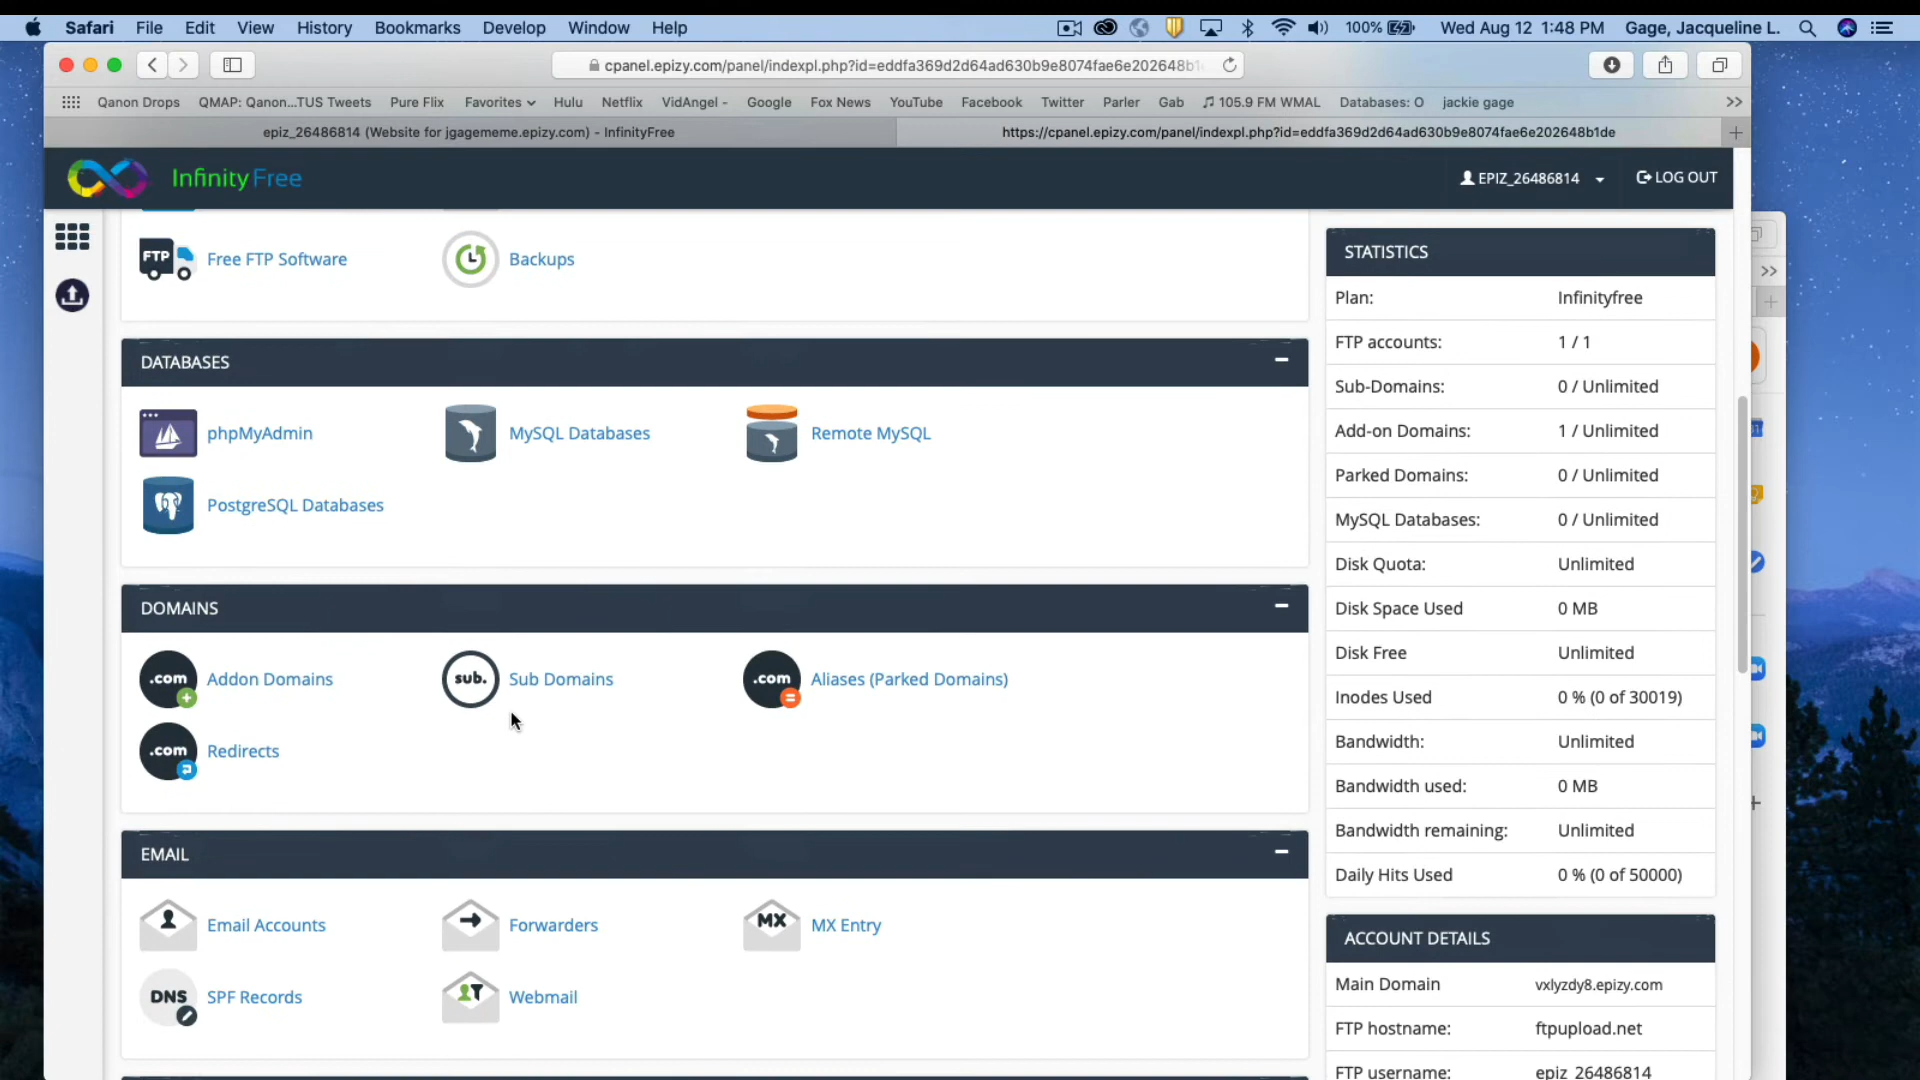 Safari File Edit View History Bookmarks Develop Window Help 100% Wed Aug 12 1:48 PM Gage, Jacqueline L.
cpanel.epizy.com/panel/indexpl.php?id=eddfa369d2d64ad630b9e8074fae6e202648b1
Qanon Drops QMAP: Qanon...TUS Tweets Pure Flix Favorites Hulu Netflix VidAngel - Google Fox News YouTube Facebook Twitter Parler Gab 105.9 FM WMAL Databases: O jackie gage >>
epiz_26486814 (Website for jgagememe.epizy.com) - InfinityFree https://cpanel.epizy.com/panel/indexpl.php?id=eddfa369d2d64ad630b9e8074fae6e202648b1de
InfinityFree EPIZ_26486814 LOG OUT
FTP Free FTP Software Backups
DATABASES
phpMyAdmin MySQL Databases Remote MySQL
PostgreSQL Databases
DOMAINS
.com Addon Domains sub. Sub Domains .com Aliases (Parked Domains)
.com Redirects
EMAIL
Email Accounts Forwarders MX MX Entry
DNS SPF Records Webmail
STATISTICS
Plan: Infinityfree
FTP accounts: 1 / 1
Sub-Domains: 0 / Unlimited
Add-on Domains: 1 / Unlimited
Parked Domains: 0 / Unlimited
MySQL Databases: 0 / Unlimited
Disk Quota: Unlimited
Disk Space Used 0 MB
Disk Free Unlimited
Inodes Used 0 % (0 of 30019)
Bandwidth: Unlimited
Bandwidth used: 0 MB
Bandwidth remaining: Unlimited
Daily Hits Used 0 % (0 of 50000)
ACCOUNT DETAILS
Main Domain vxlyzdy8.epizy.com
FTP hostname: ftpupload.net
FTP username: epiz_26486814